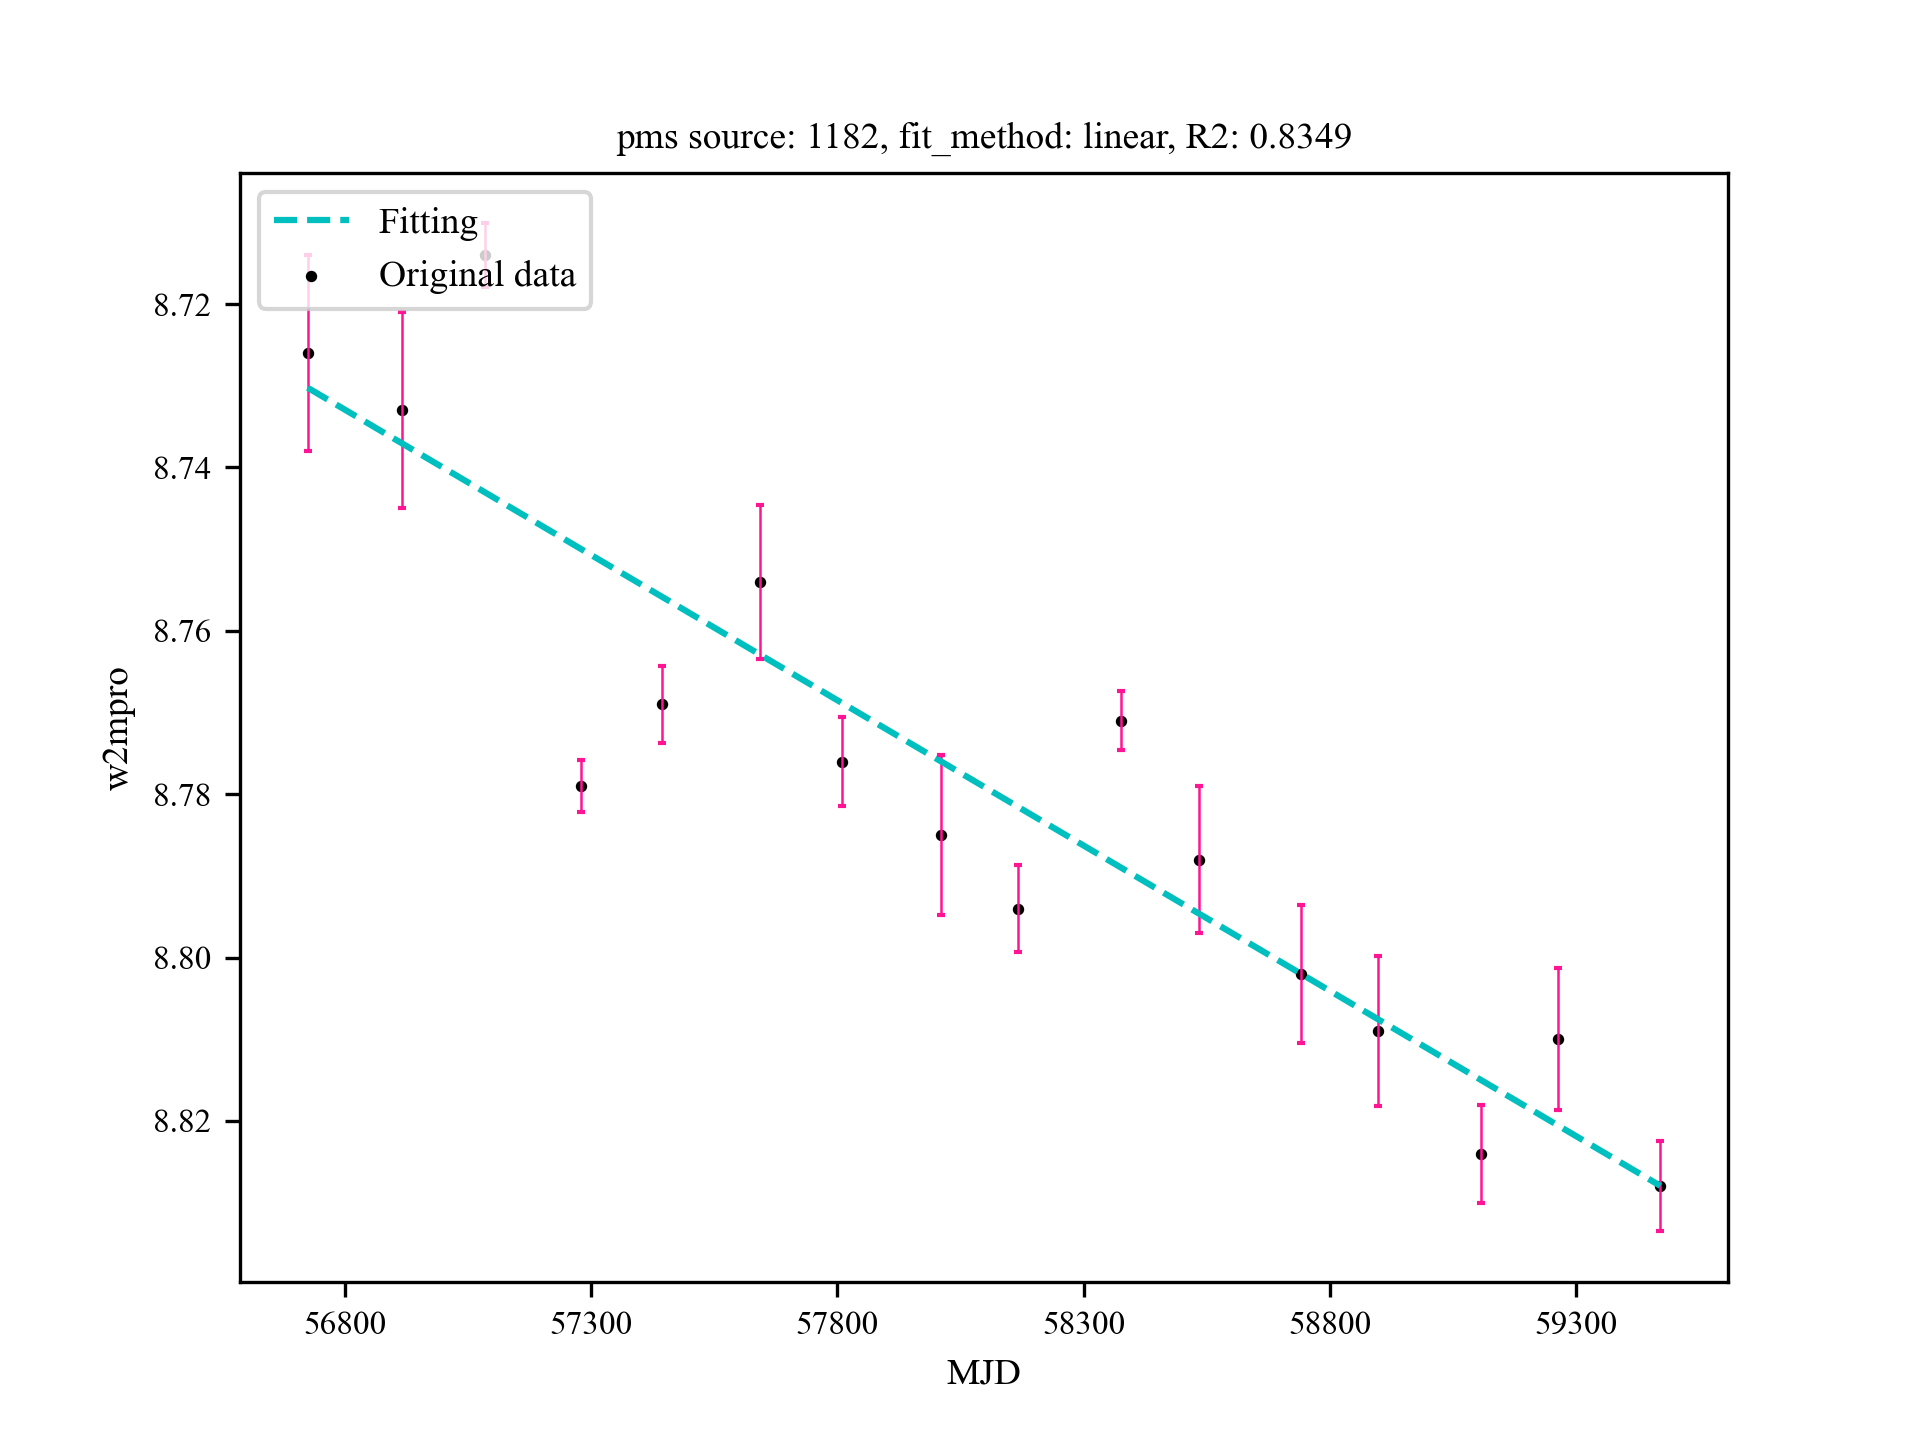 pms source: 1182, fit_method: linear, R2: 0.8349
Fitting
Original data
8.72
8.74
8.76
8.78
8.80
8.82
w2mpro
56800 57300 57800 58300 58800 59300
MJD